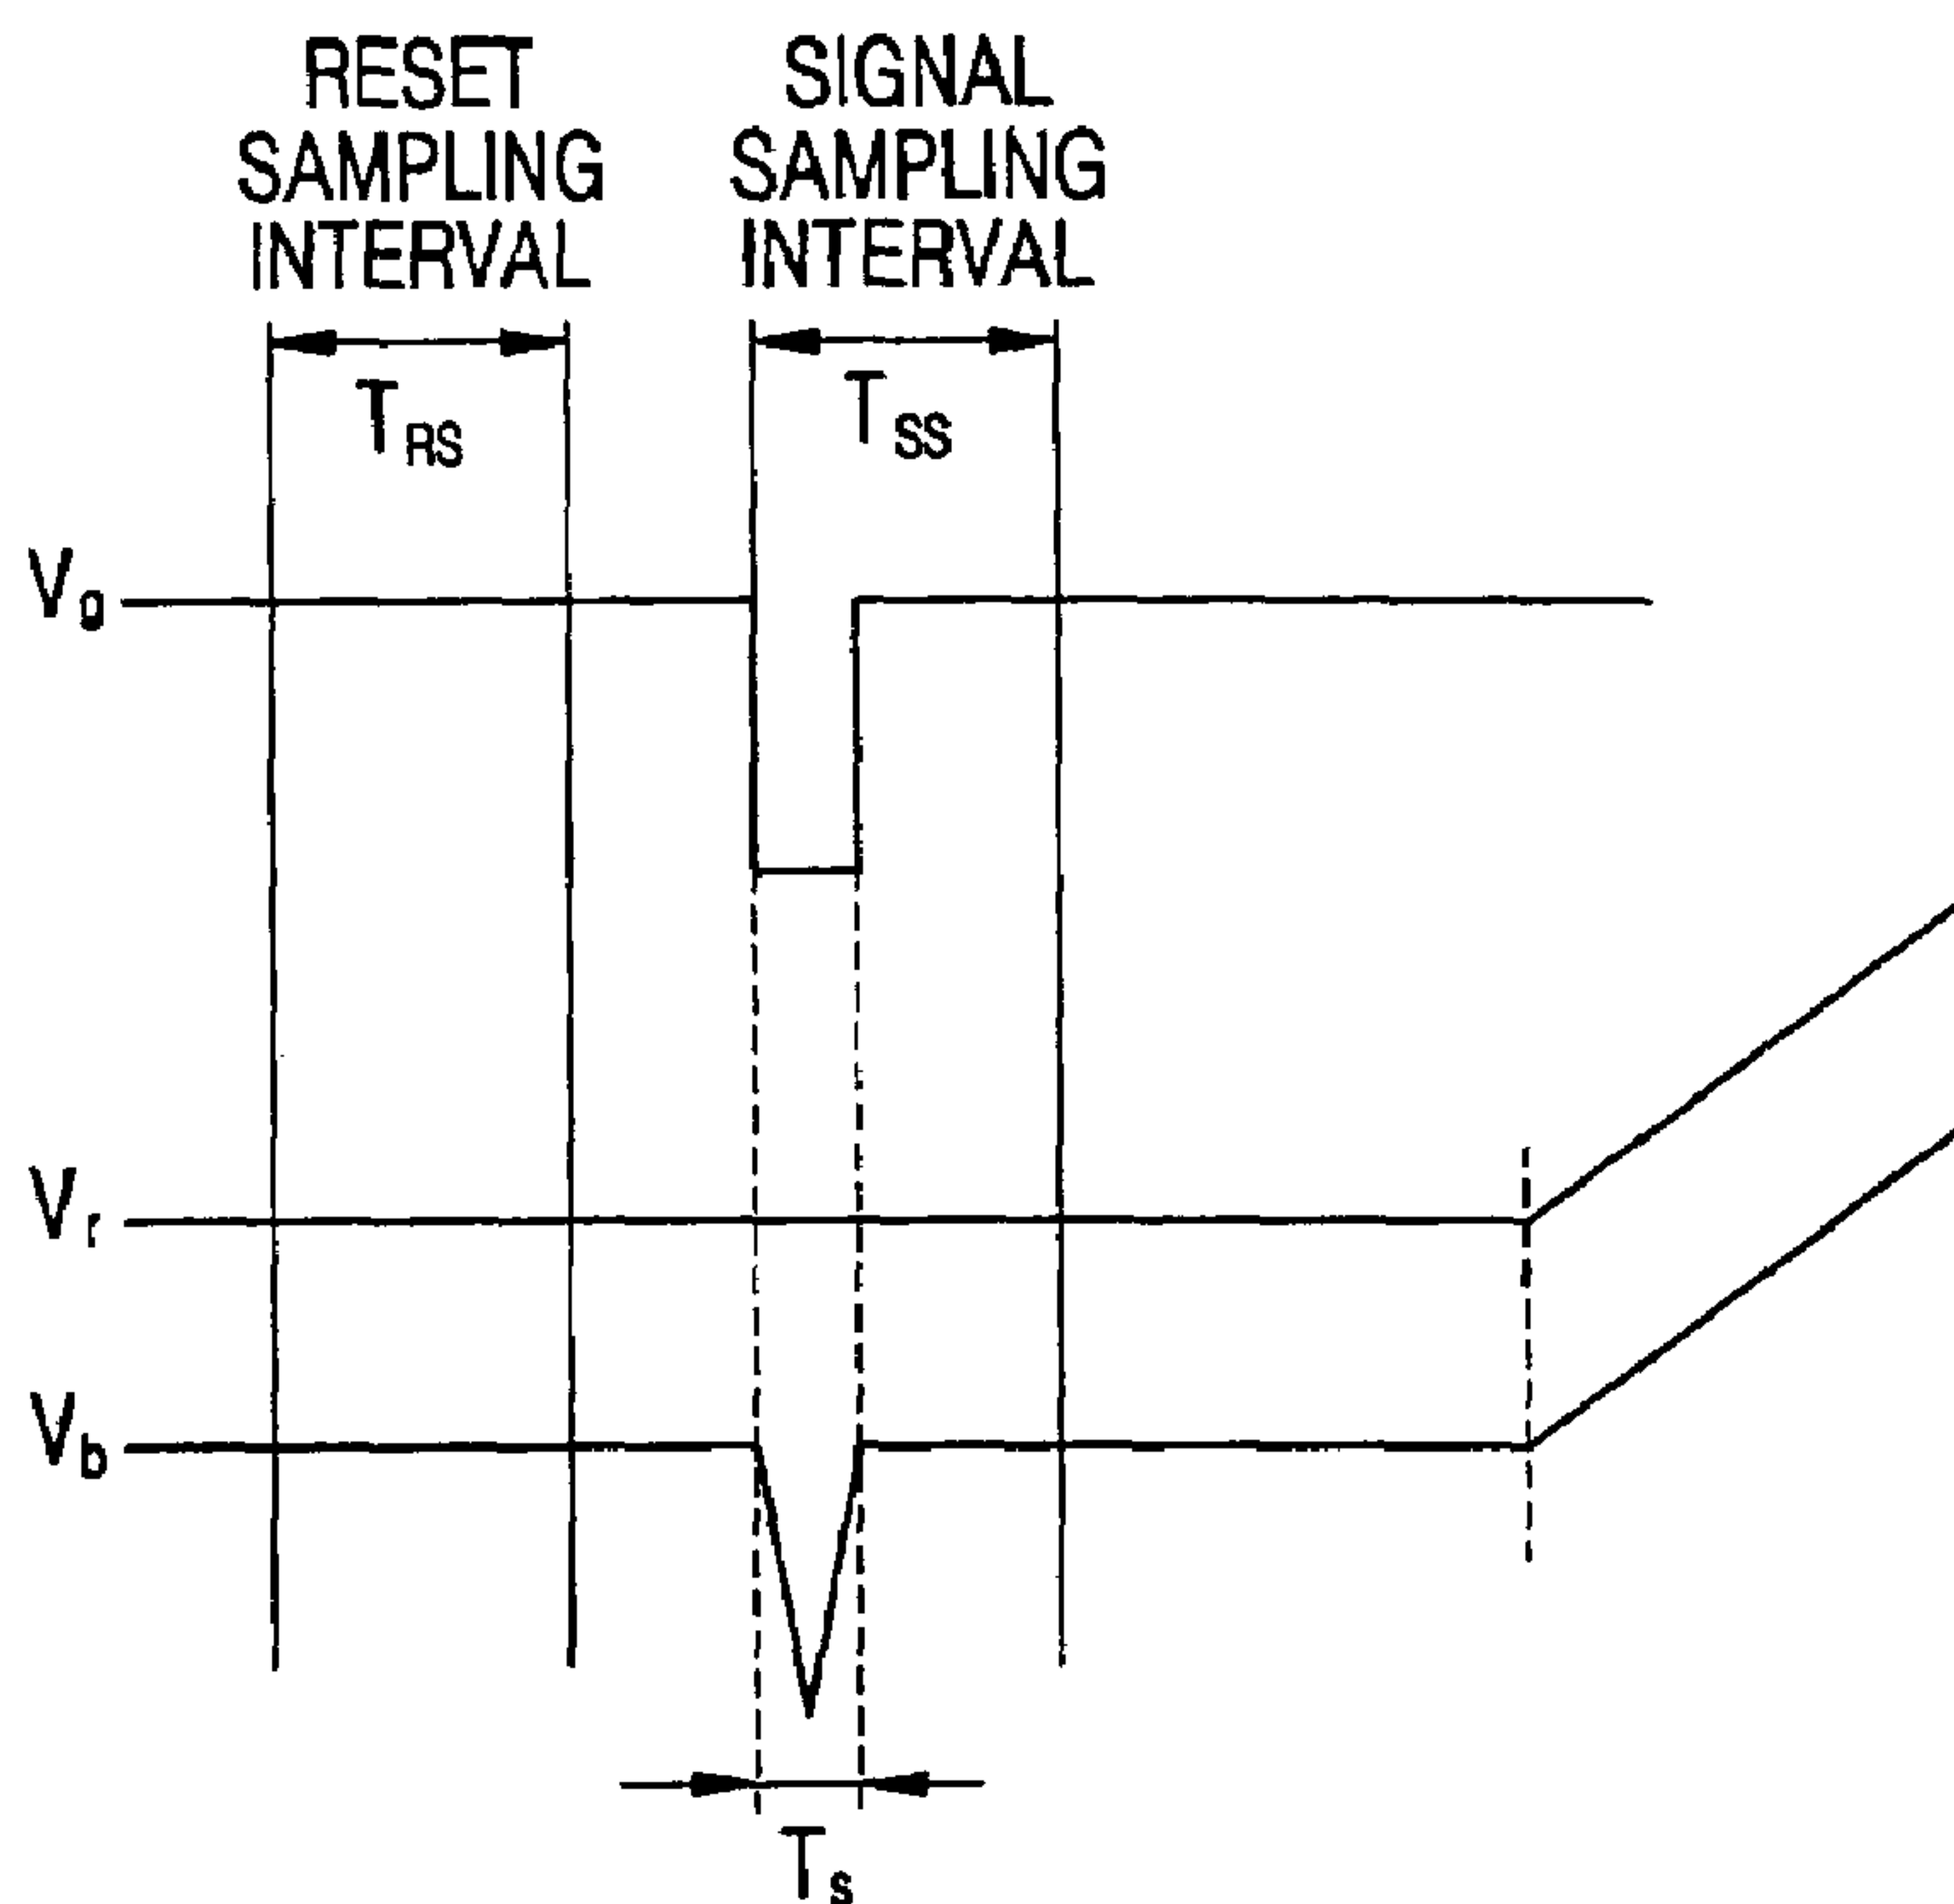 RESET
SAMPLING
INTERVAL
SIGNAL
SAMPLING
INTERVAL
T_RS
T_SS
V_g
V_r
V_b
T_s